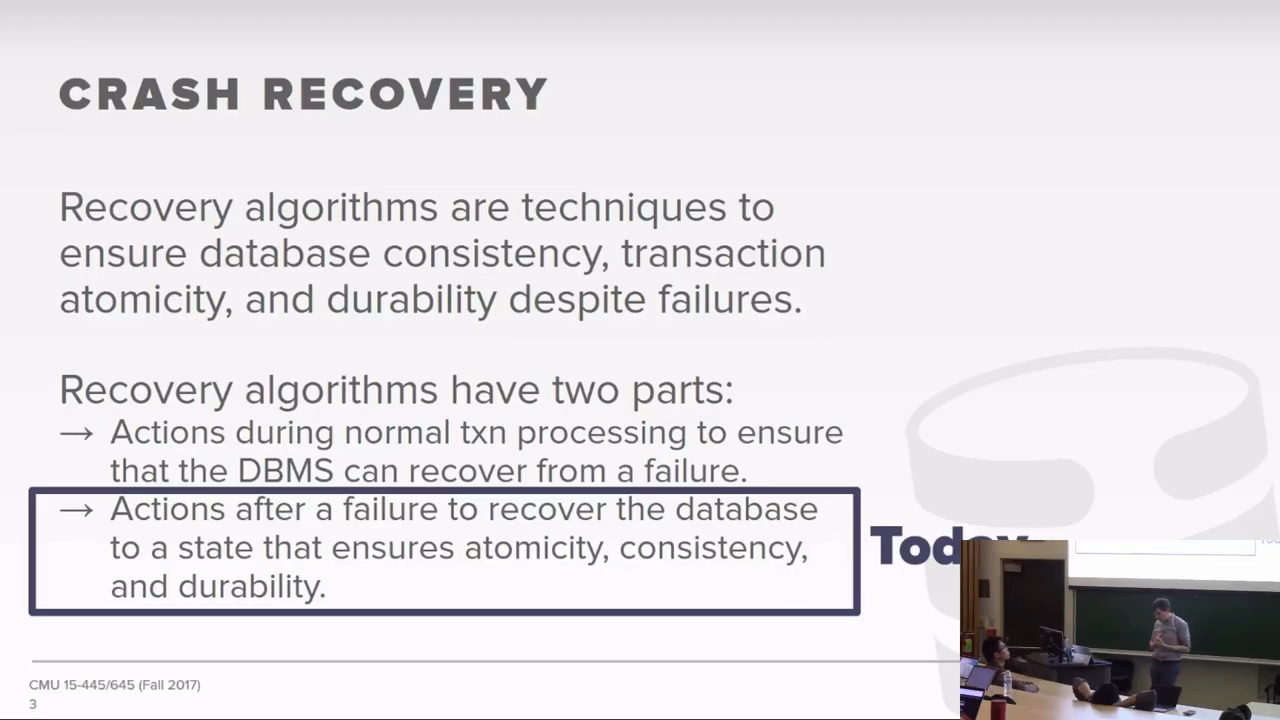 CRASH RECOVERY
Recovery algorithms are techniques to
ensure database consistency, transaction
atomicity, and durability despite failures.
Recovery algorithms have two parts:
→ Actions during normal txn processing to ensure
that the DBMS can recover from a failure.
→ Actions after a failure to recover the database
to a state that ensures atomicity, consistency,
and durability.
Today
CMU 15-445/645 (Fall 2017)
3